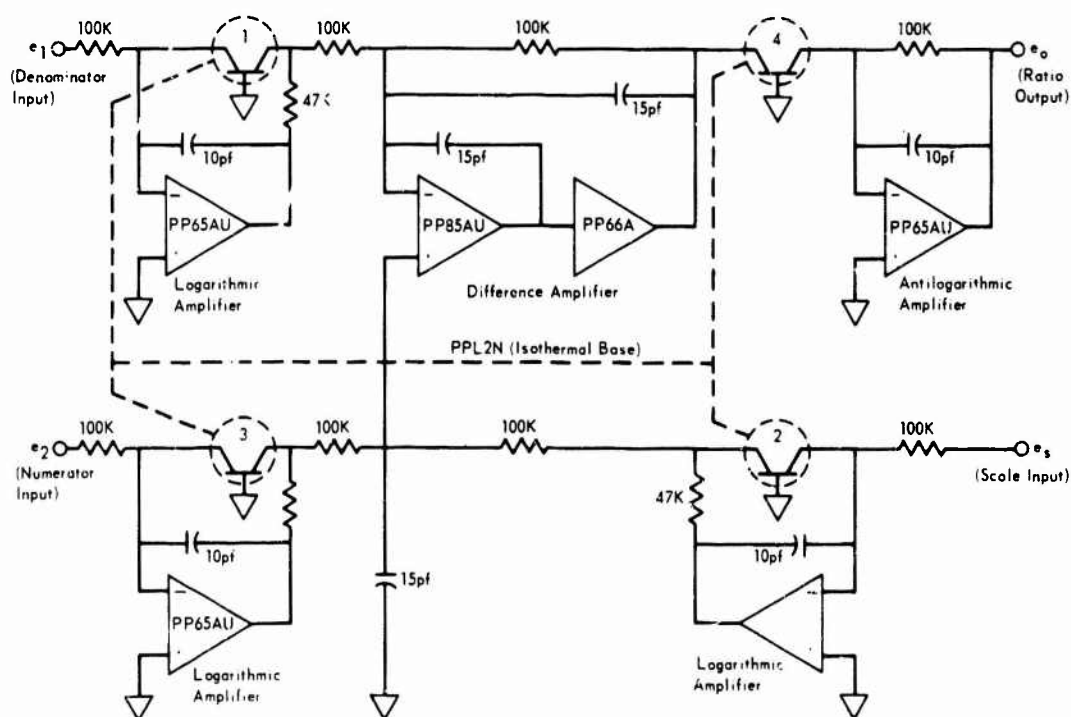 100K
1
100K
100K
4
100K
e1
(Denominator
Input)
eo
(Ratio
Output)
47K
15pf
10pf
15pf
10pf
PP65AU
PP85AU
PP66A
PP65AU
Logarithmic
Amplifier
Difference Amplifier
Antilogarithmic
Amplifier
PPL2N (Isothermal Base)
100K
3
100K
100K
2
100K
e2
(Numerator
Input)
es
(Scale Input)
47K
10pf
15pf
10pf
PP65AU
Logarithmic
Amplifier
Logarithmic
Amplifier